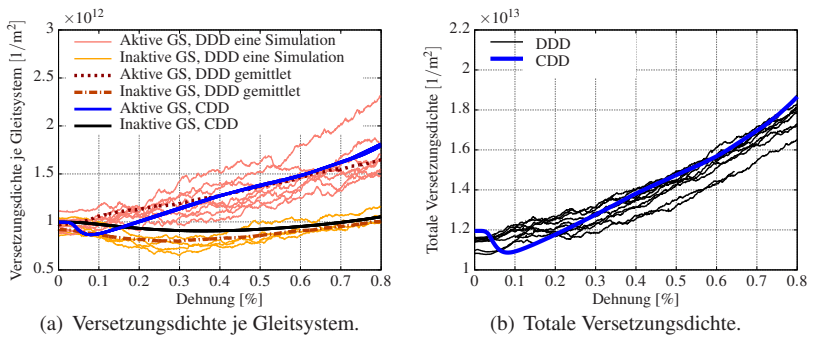 ×10^12
3
2.5
2
1.5
1
0.5
Versetzungsdichte je Gleitsystem [1/m²]
Aktive GS, DDD eine Simulation
Inaktive GS, DDD eine Simulation
Aktive GS, DDD gemittlet
Inaktive GS, DDD gemittlet
Aktive GS, CDD
Inaktive GS, CDD
0 0.1 0.2 0.3 0.4 0.5 0.6 0.7 0.8
Dehnung [%]
(a) Versetzungsdichte je Gleitsystem.
×10^13
2.2
1.8
1.6
1.4
1.2
1
Totale Versetzungsdichte [1/m²]
DDD
CDD
0 0.1 0.2 0.3 0.4 0.5 0.6 0.7 0.8
Dehnung [%]
(b) Totale Versetzungsdichte.